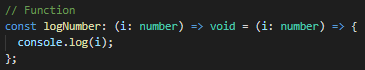 // Function
const logNumber: (i: number) => void = (i: number) => {
  console.log(i);
};